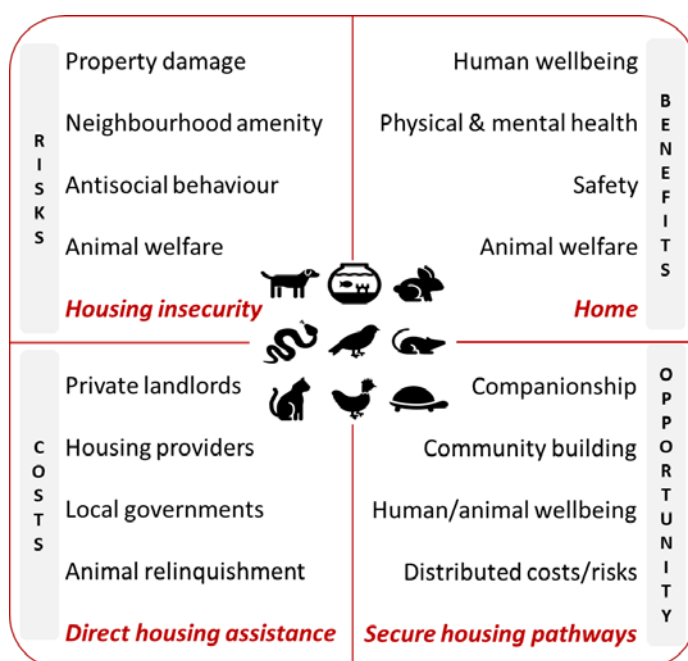 RISKS
Property damage
Neighbourhood amenity
Antisocial behaviour
Animal welfare
Housing insecurity
BENEFITS
Human wellbeing
Physical & mental health
Safety
Animal welfare
Home
COSTS
Private landlords
Housing providers
Local governments
Animal relinquishment
Direct housing assistance
OPPORTUNITY
Companionship
Community building
Human/animal wellbeing
Distributed costs/risks
Secure housing pathways